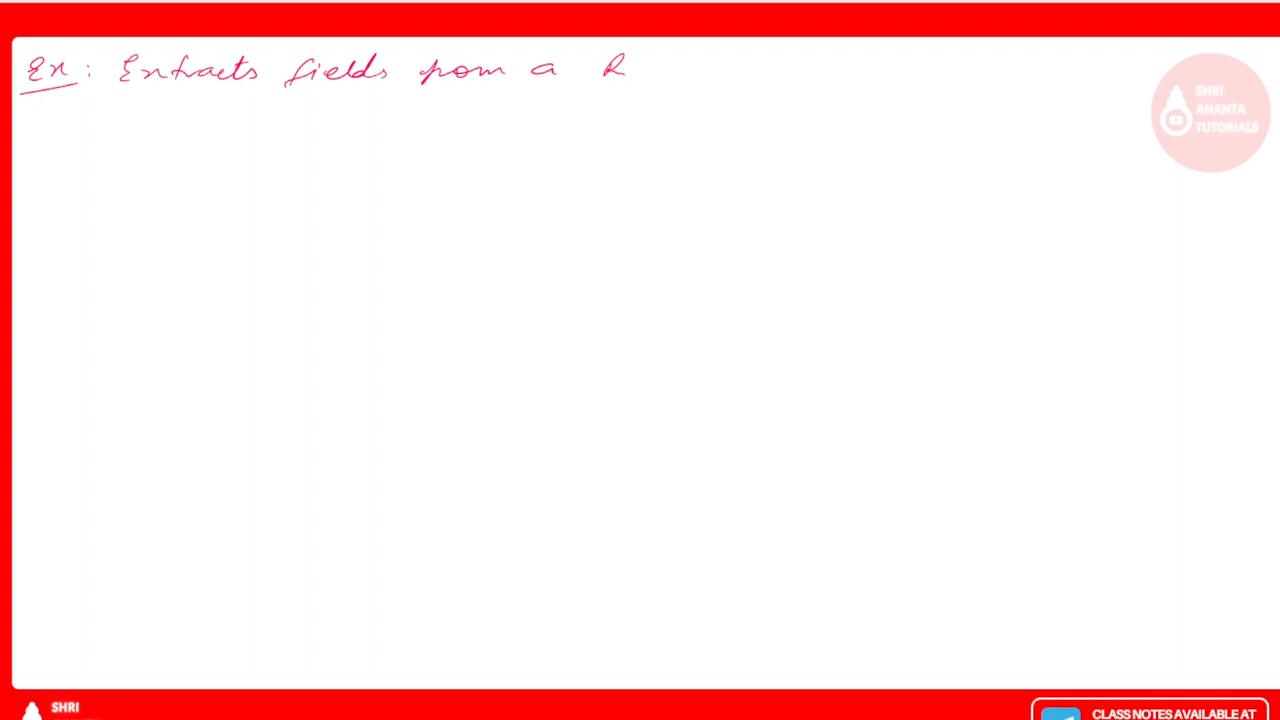 Ex: Extracts fields from a R
SHRI
ANANTA
TUTORIALS
SHRI
CLASS NOTES AVAILABLE AT